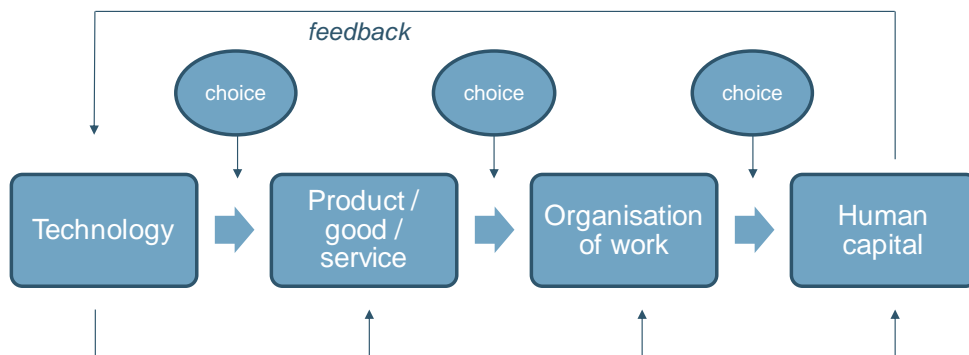 feedback
choice
choice
choice
Technology
Product /
good /
service
Organisation
of work
Human
capital